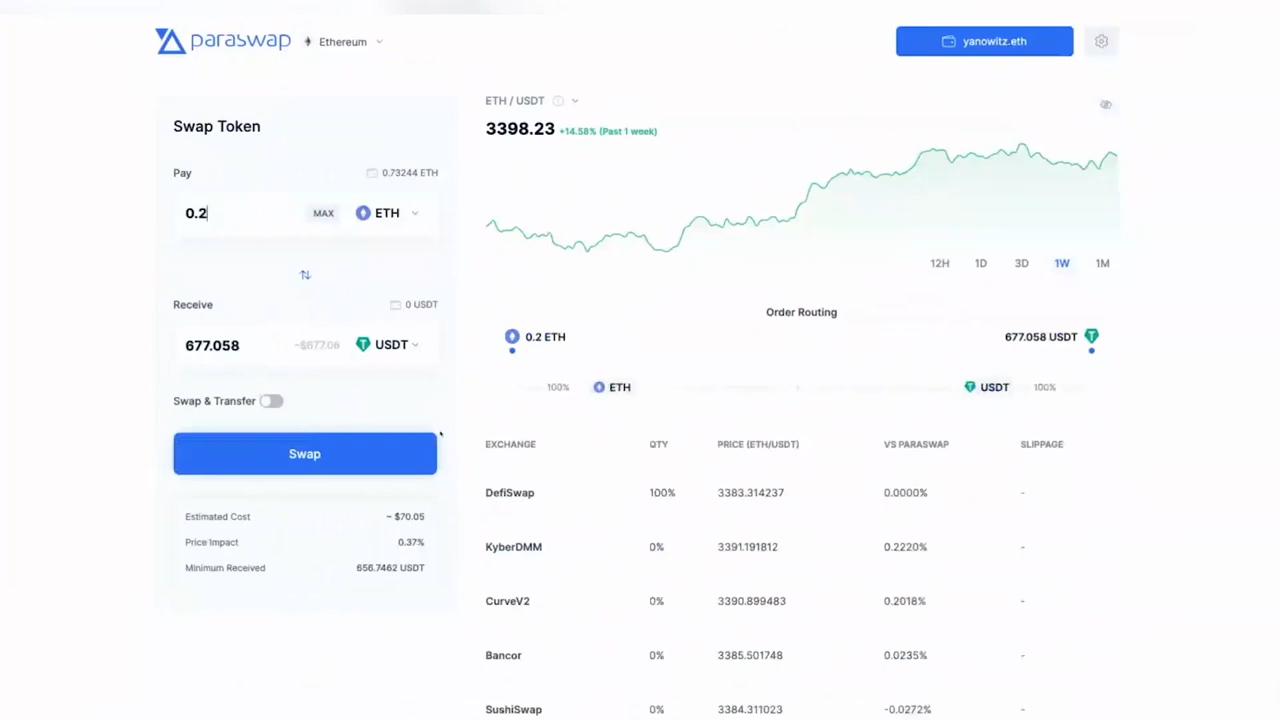 paraswap
Ethereum
yanowitz.eth
Swap Token
Pay
0.73244 ETH
0.2
MAX
ETH
Receive
0 USDT
677.058
~$677.06
USDT
Swap & Transfer
Swap
Estimated Cost
~ $70.05
Price Impact
0.37%
Minimum Received
656.7462 USDT
ETH / USDT
3398.23 +14.58% (Past 1 week)
12H 1D 3D 1W 1M
Order Routing
0.2 ETH
677.058 USDT
100% ETH
USDT 100%
EXCHANGE QTY PRICE (ETH/USDT) VS PARASWAP SLIPPAGE
DefiSwap 100% 3383.314237 0.0000% -
KyberDMM 0% 3391.191812 0.2220% -
CurveV2 0% 3390.899483 0.2018% -
Bancor 0% 3385.501748 0.0235% -
SushiSwap 0% 3384.311023 -0.0272% -